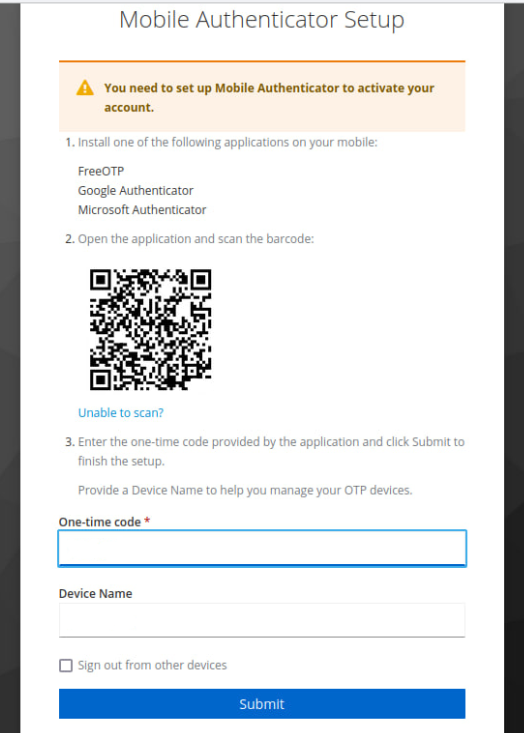 Mobile Authenticator Setup
You need to set up Mobile Authenticator to activate your
account.
1. Install one of the following applications on your mobile:
FreeOTP
Google Authenticator
Microsoft Authenticator
2. Open the application and scan the barcode:
Unable to scan?
3. Enter the one-time code provided by the application and click Submit to
finish the setup.
Provide a Device Name to help you manage your OTP devices.
One-time code *
Device Name
Sign out from other devices
Submit